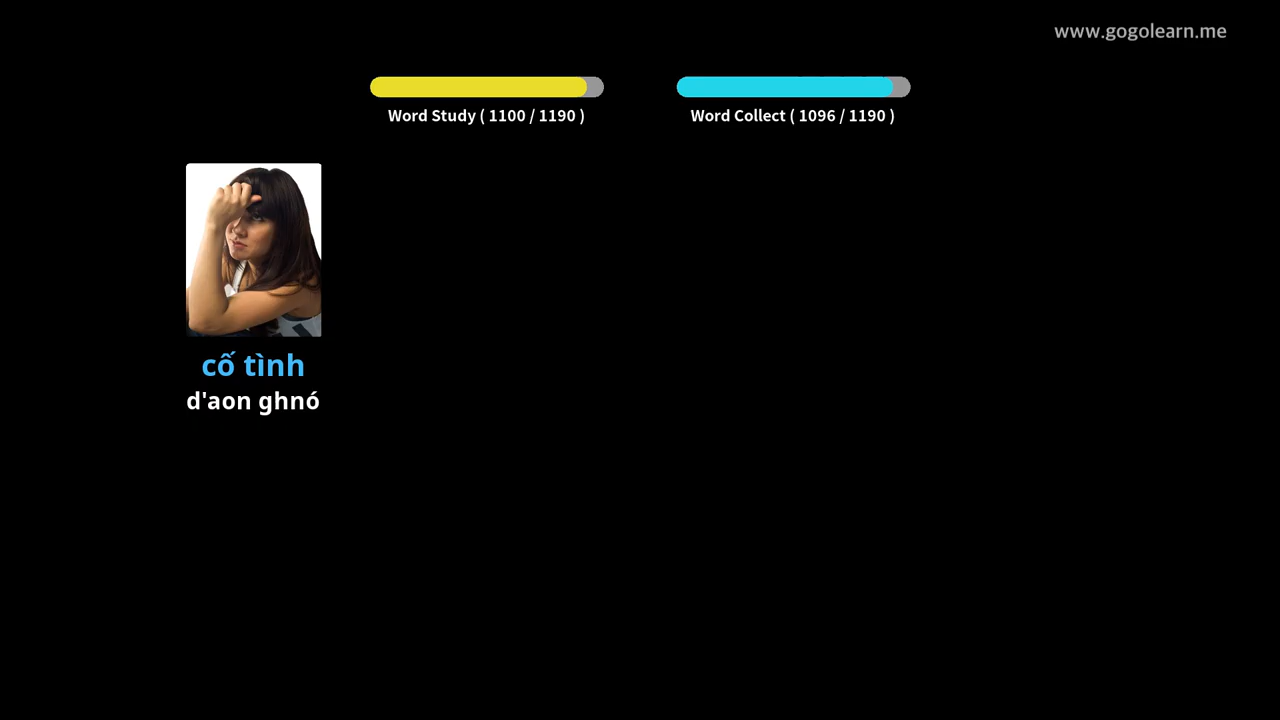 www.gogolearn.me
Word Study ( 1100 / 1190 )
Word Collect ( 1096 / 1190 )
cố tình
d'aon ghnó